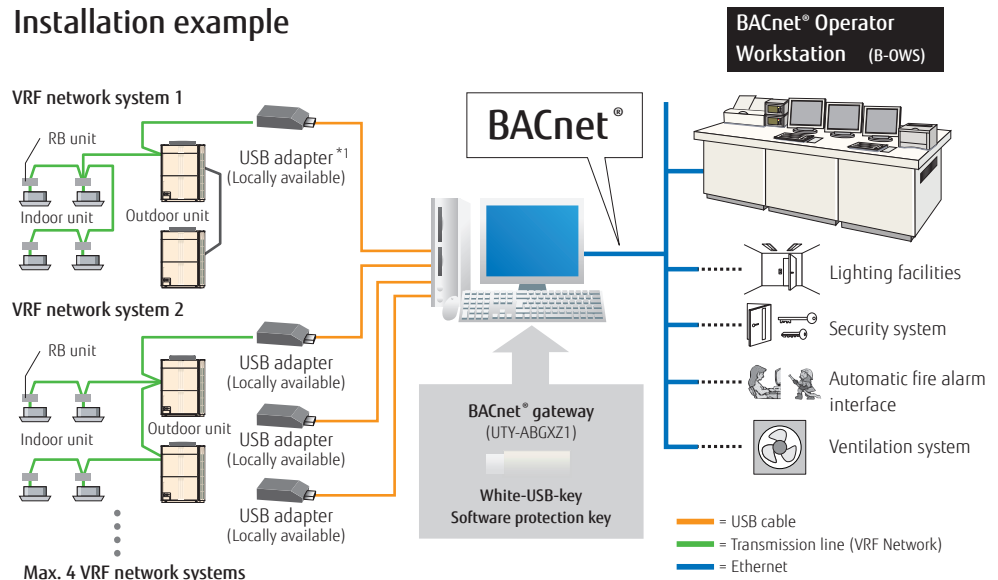 Installation example
BACnet® Operator
Workstation (B-OWS)
VRF network system 1
RB unit
USB adapter*1
(Locally available)
Indoor unit
Outdoor unit
BACnet®
VRF network system 2
RB unit
USB adapter
(Locally available)
Indoor unit
Outdoor unit
USB adapter
(Locally available)
USB adapter
(Locally available)
Max. 4 VRF network systems
BACnet® gateway
(UTY-ABGXZ1)
White-USB-key
Software protection key
Lighting facilities
Security system
Automatic fire alarm
interface
Ventilation system
= USB cable
= Transmission line (VRF Network)
= Ethernet